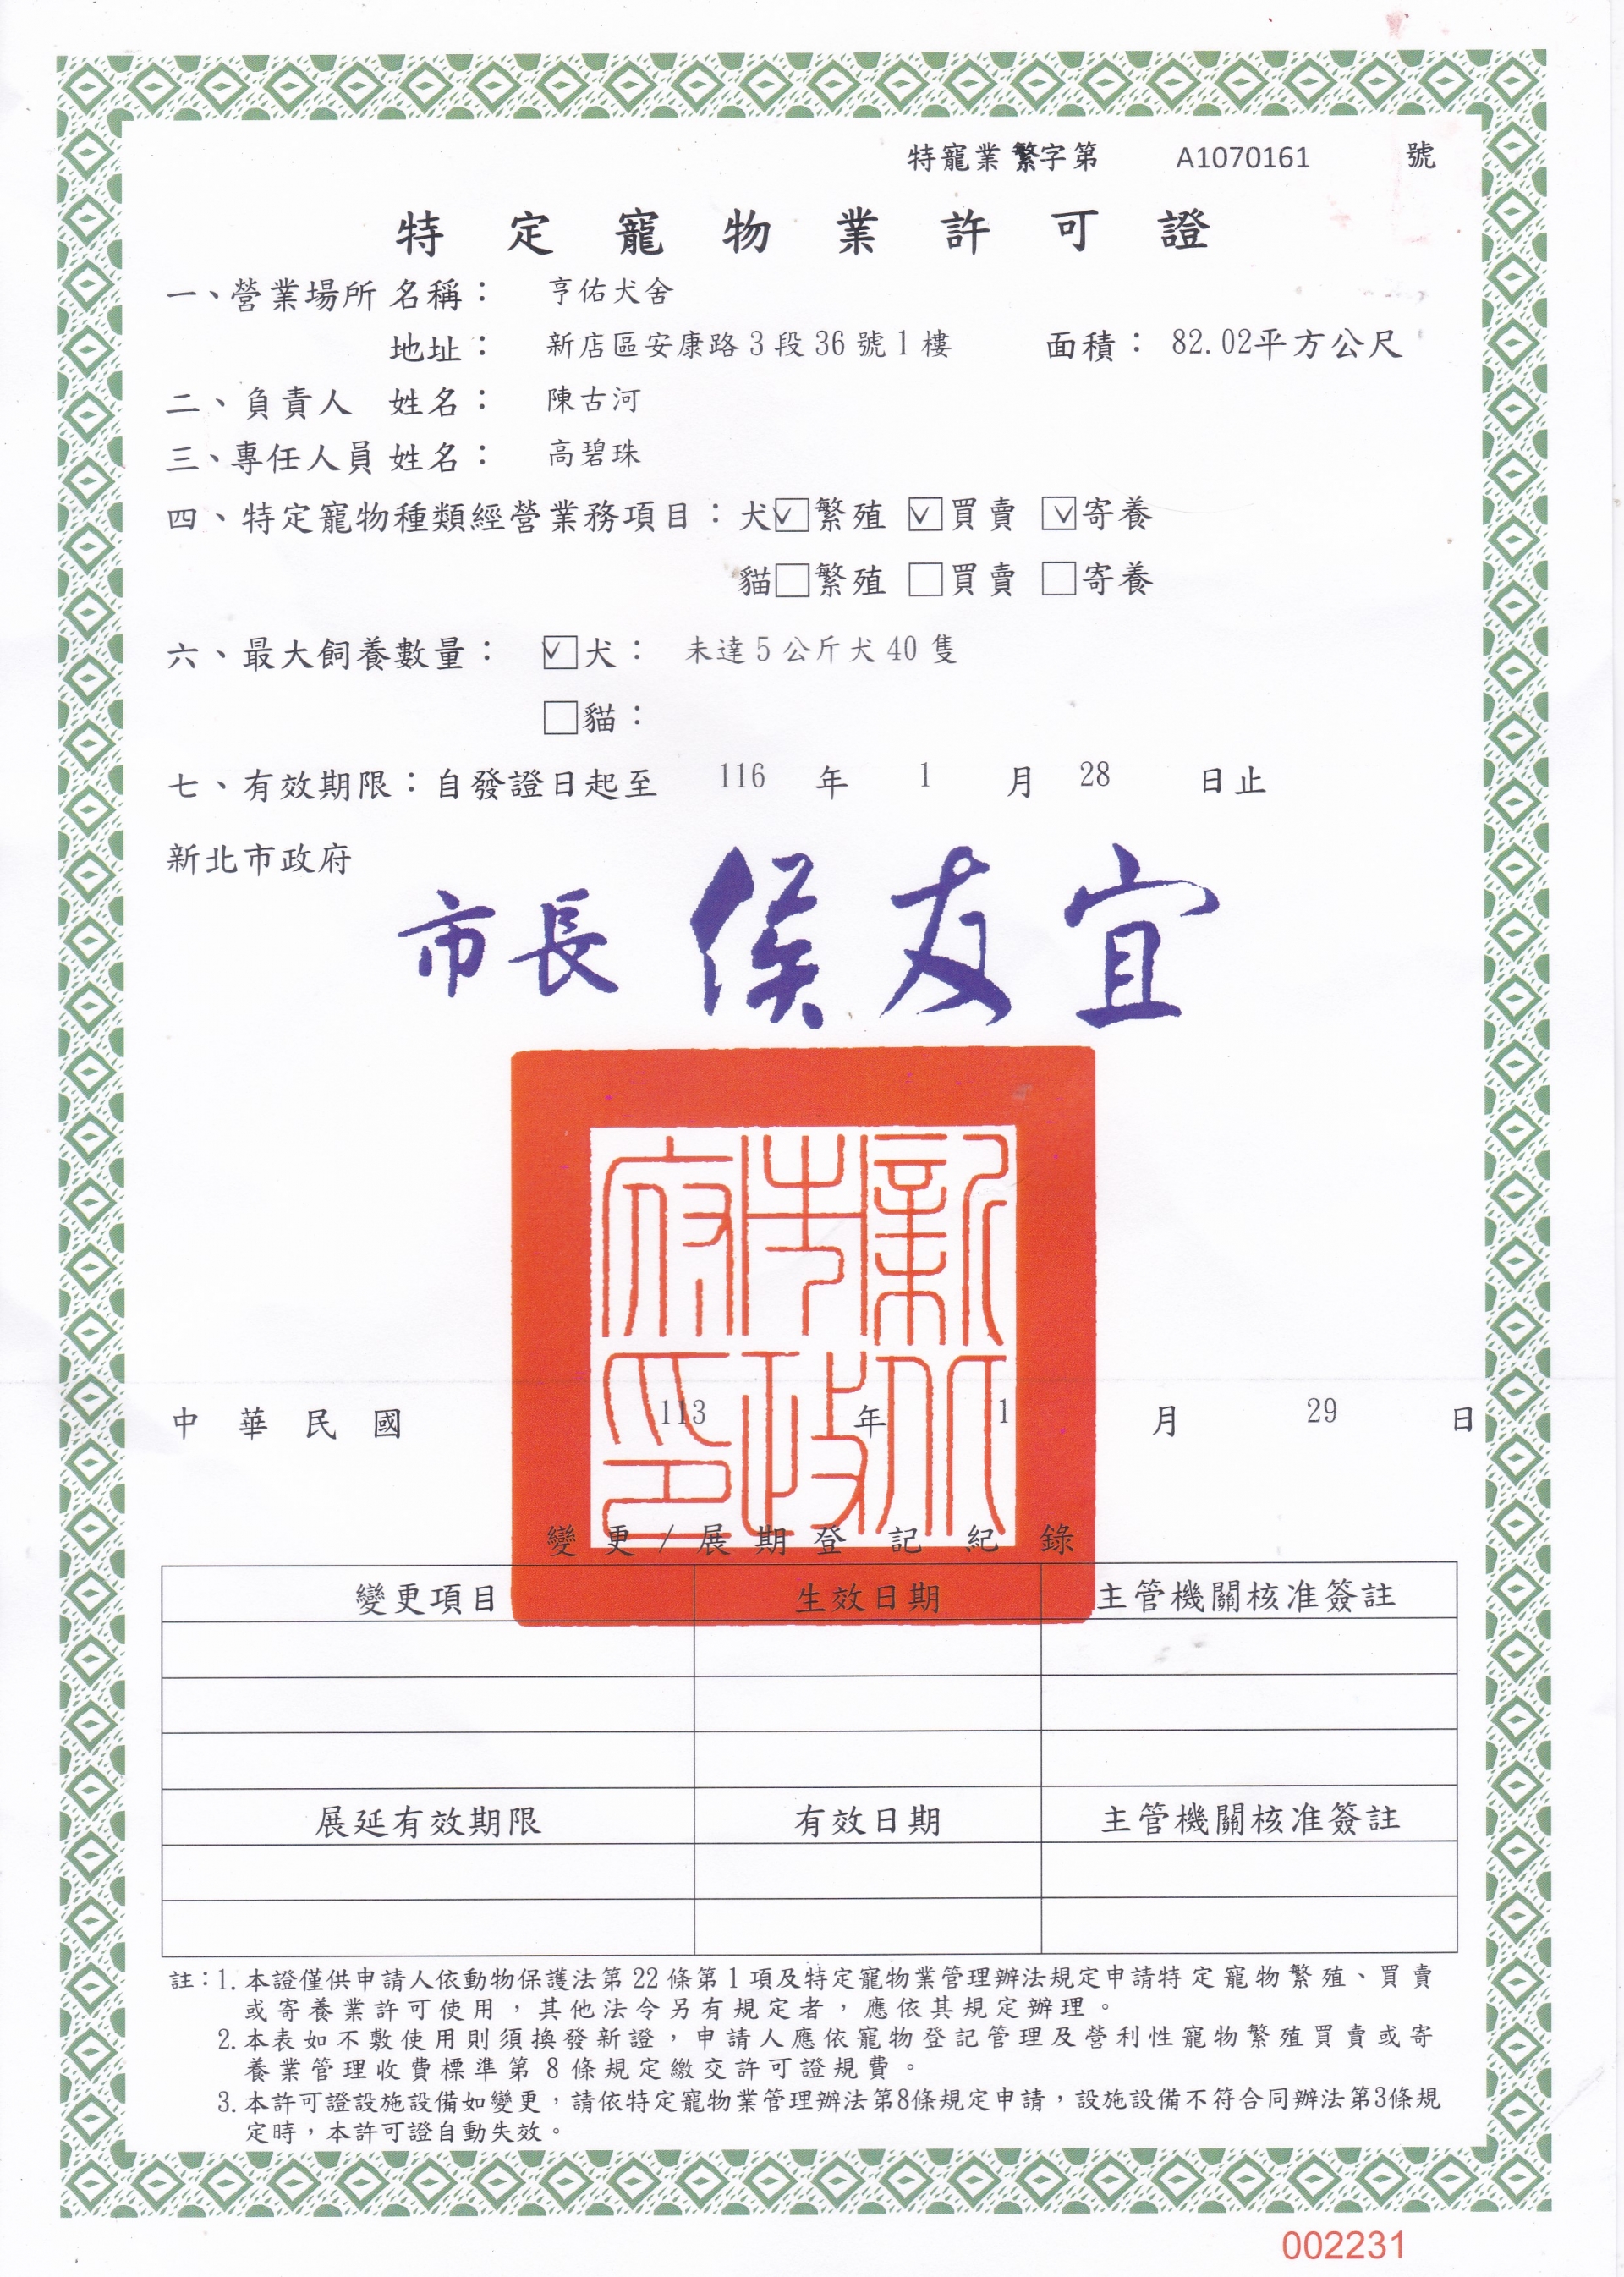 特寵業繁字第 A1070161 號
特定寵物業許可證
一、營業場所 名稱： 亨佑犬舍
地址： 新店區安康路3段36號1樓 面積： 82.02平方公尺
二、負責人 姓名： 陳古河
三、專任人員 姓名： 高碧珠
四、特定寵物種類經營業務項目：犬☑繁殖 ☑買賣 ☑寄養
貓☐繁殖 ☐買賣 ☐寄養
六、最大飼養數量： ☑犬： 未達5公斤犬40隻
☐貓：
七、有效期限：自發證日起至 116 年 1 月 28 日止
新北市政府
市長 侯友宜
新北市政府印
中華民國 113 年 1 月 29 日
變更/展期登記紀錄
變更項目 生效日期 主管機關核准簽註
展延有效期限 有效日期 主管機關核准簽註
註：1.本證僅供申請人依動物保護法第22條第1項及特定寵物業管理辦法規定申請特定寵物繁殖、買賣
或寄養業許可使用，其他法令另有規定者，應依其規定辦理。
2.本表如不敷使用則須換發新證，申請人應依寵物登記管理及營利性寵物繁殖買賣或寄
養業管理收費標準第8條規定繳交許可證規費。
3.本許可證設施設備如變更，請依特定寵物業管理辦法第8條規定申請，設施設備不符合同辦法第3條規
定時，本許可證自動失效。
002231